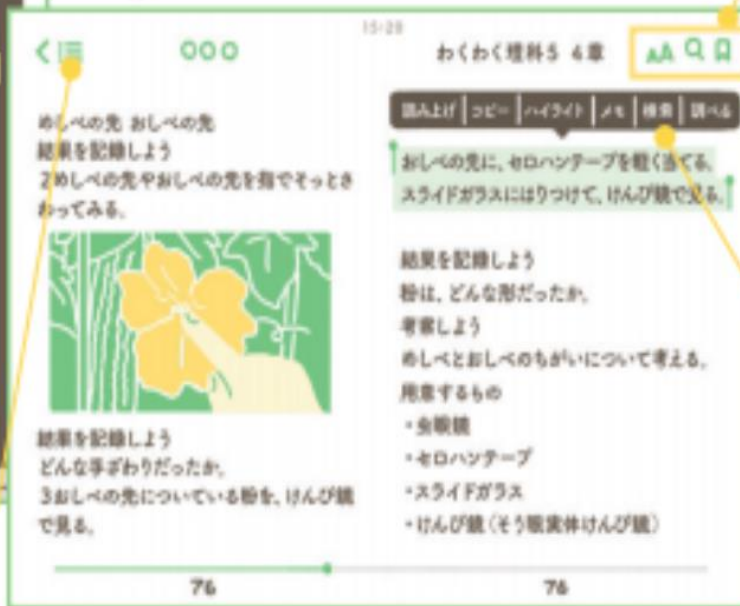 15:28
ooo
わくわく理科5 4章
AA
めしべの先 おしべの先
結果を記録しよう
2めしべの先やおしべの先を指でそっとさ
わってみる。
結果を記録しよう
どんな手ざわりだったか。
3おしべの先についている粉を、けんび鏡
で見る。
76
読み上げ コピー ハイライト メモ 検索 調べる
おしべの先に、セロハンテープを軽く当てる。
スライドガラスにはりつけて、けんび鏡で見る。
結果を記録しよう
粉は、どんな形だったか。
考察しよう
めしべとおしべのちがいについて考える。
用意するもの
・虫眼鏡
・セロハンテープ
・スライドガラス
・けんび鏡（そう眼実体けんび鏡）
76